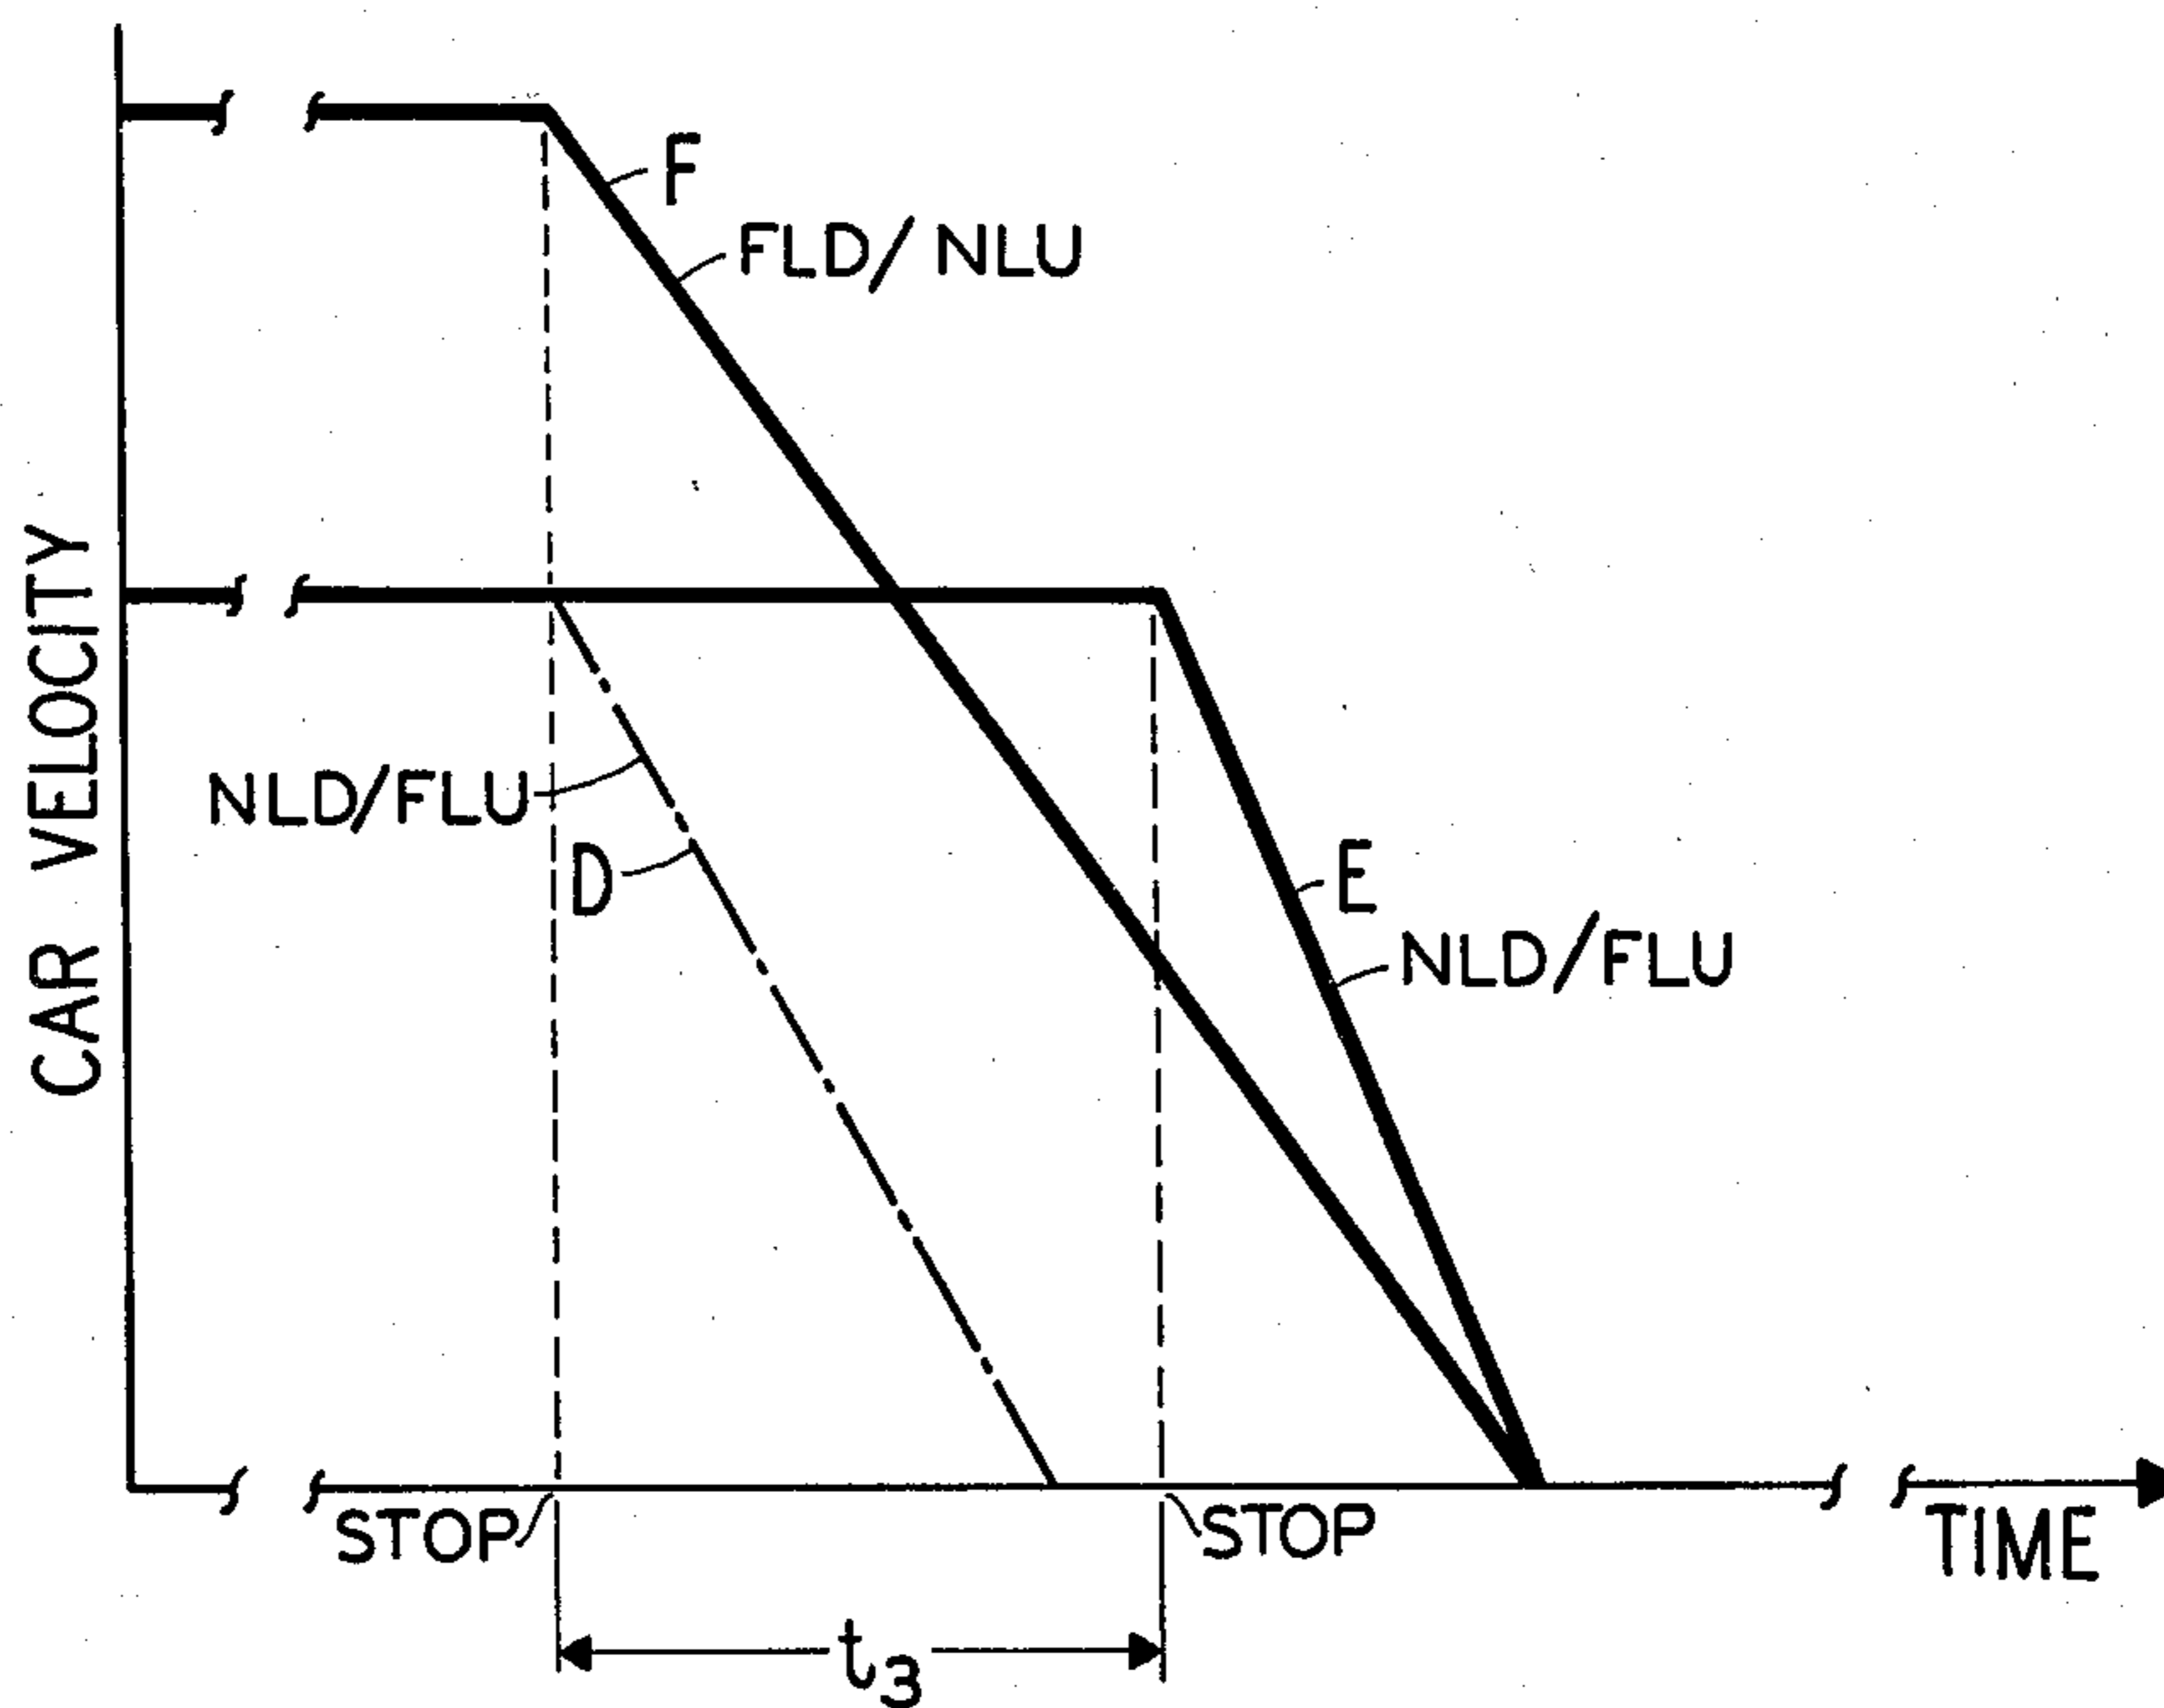 F
FLD/NLU
CAR VELOCITY
NLD/FLU
D
E
NLD/FLU
STOP
STOP
TIME
t3